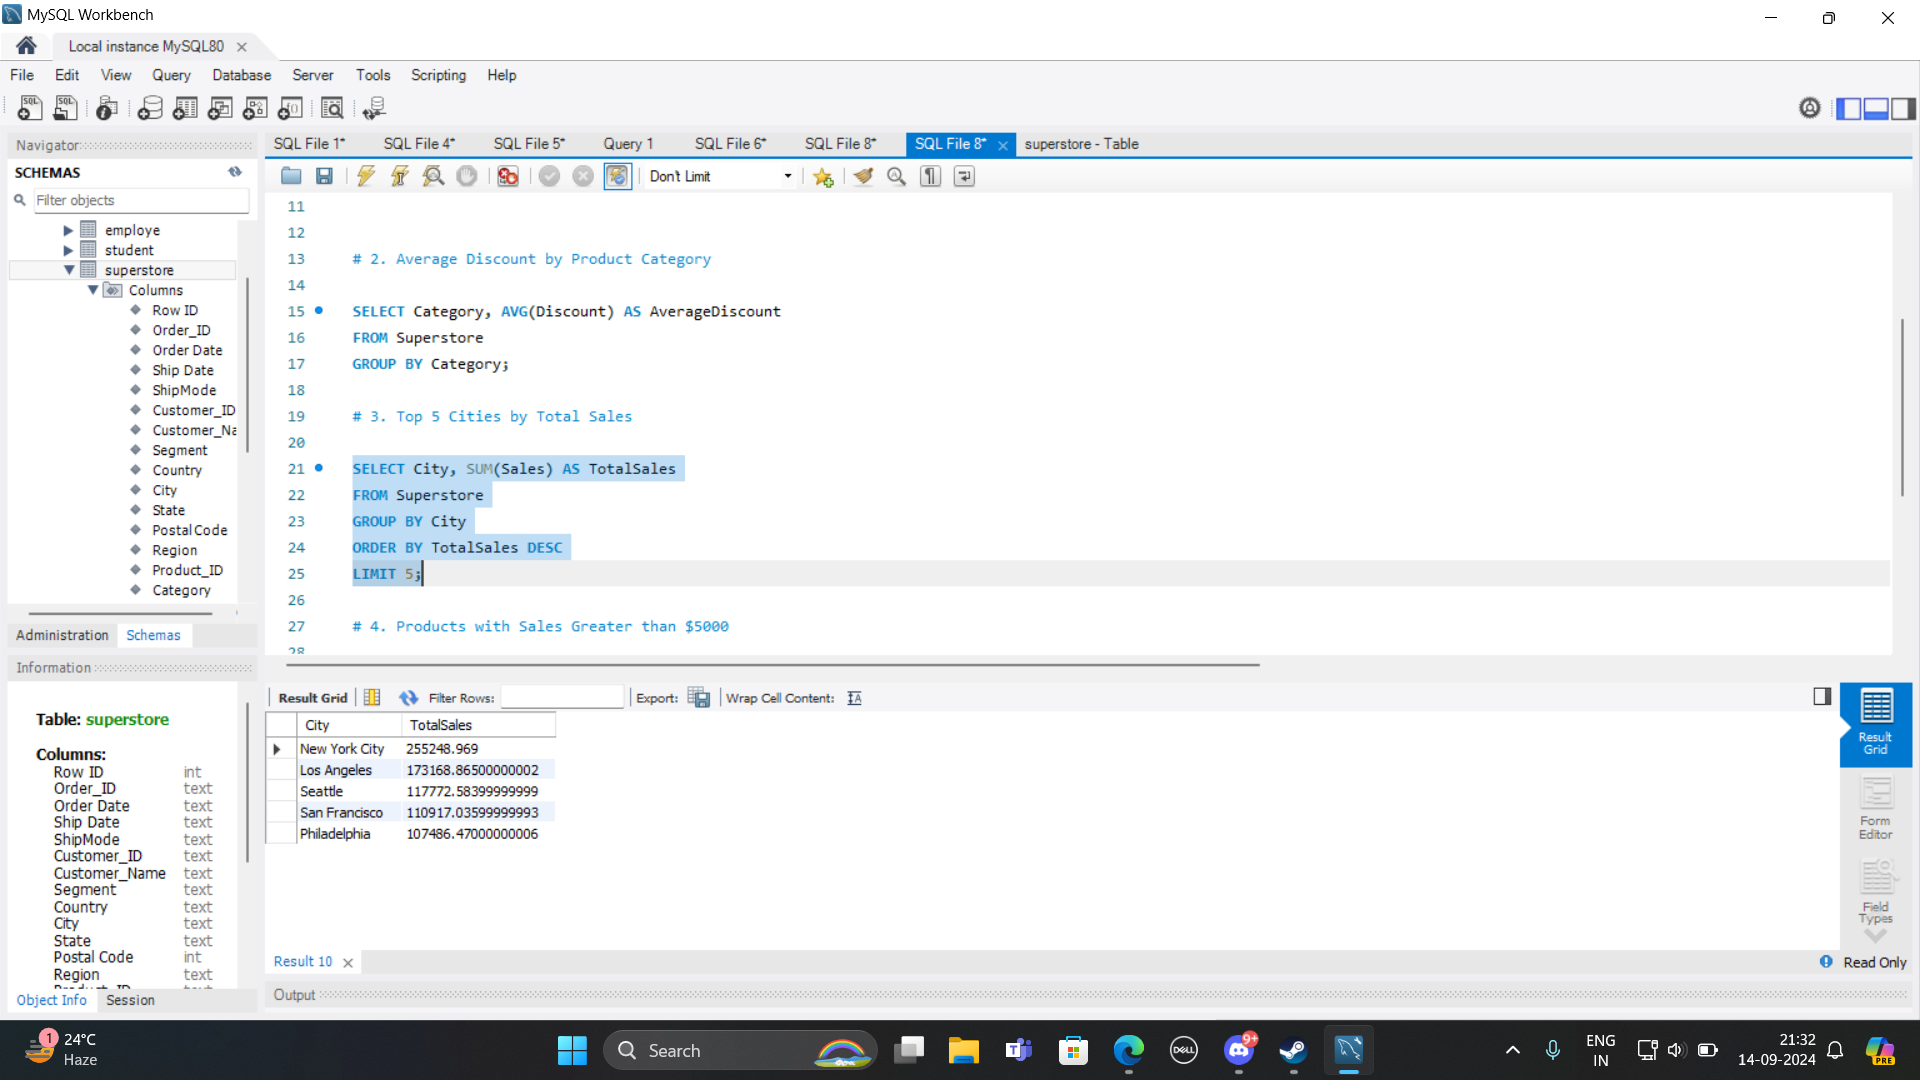 MySQL Workbench
Local instance MySQL80
File Edit View Query Database Server Tools Scripting Help
Navigator
SCHEMAS
Filter objects
employe
student
superstore
Columns
Row ID
Order_ID
Order Date
Ship Date
ShipMode
Customer_ID
Customer_Na
Segment
Country
City
State
Postal Code
Region
Product_ID
Category
Administration Schemas
Information
Table: superstore
Columns:
Row ID int
Order_ID text
Order Date text
Ship Date text
ShipMode text
Customer_ID text
Customer_Name text
Segment text
Country text
City text
State text
Postal Code int
Region text
Object Info Session
SQL File 1* SQL File 4* SQL File 5* Query 1 SQL File 6* SQL File 8* SQL File 8* superstore - Table
Don't Limit
11
12
13 # 2. Average Discount by Product Category
14
15 SELECT Category, AVG(Discount) AS AverageDiscount
16 FROM Superstore
17 GROUP BY Category;
18
19 # 3. Top 5 Cities by Total Sales
20
21 SELECT City, SUM(Sales) AS TotalSales
22 FROM Superstore
23 GROUP BY City
24 ORDER BY TotalSales DESC
25 LIMIT 5;
26
27 # 4. Products with Sales Greater than $5000
28
Result Grid Filter Rows: Export: Wrap Cell Content:
City TotalSales
New York City 255248.969
Los Angeles 173168.86500000002
Seattle 117772.58399999999
San Francisco 110917.03599999993
Philadelphia 107486.47000000006
Result
Grid
Form
Editor
Field
Types
Result 10
Read Only
Output
1
24°C
Haze
Search
DELL
9+
ENG
IN
21:32
14-09-2024
PRE